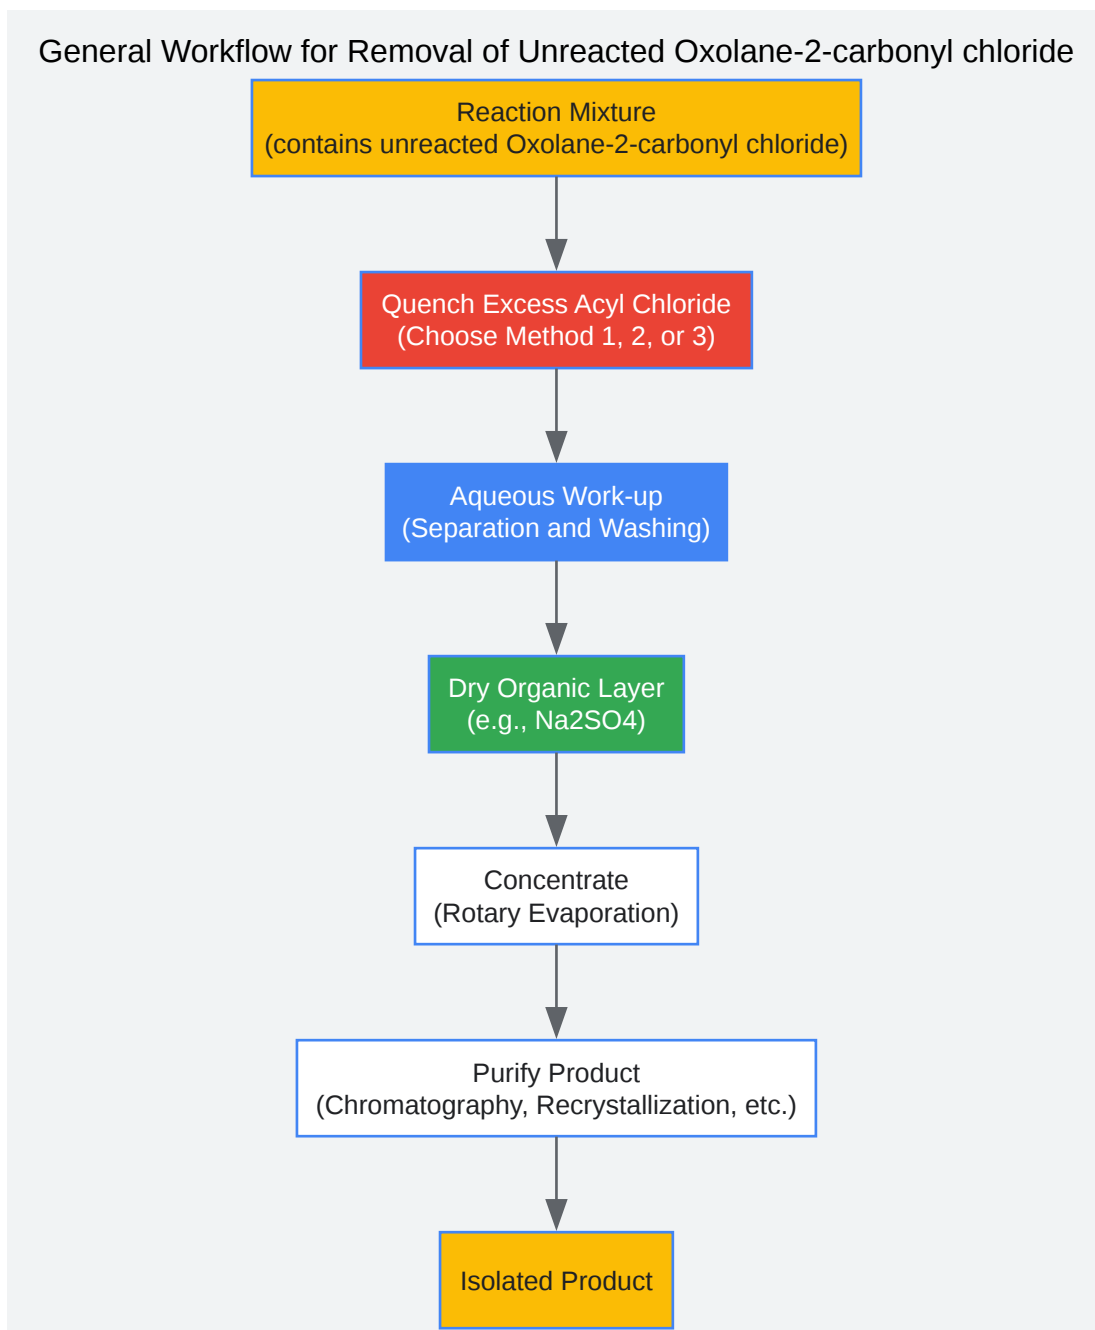 General Workflow for Removal of Unreacted Oxolane-2-carbonyl chloride
Reaction Mixture
(contains unreacted Oxolane-2-carbonyl chloride)
Quench Excess Acyl Chloride
(Choose Method 1, 2, or 3)
Aqueous Work-up
(Separation and Washing)
Dry Organic Layer
(e.g., Na2SO4)
Concentrate
(Rotary Evaporation)
Purify Product
(Chromatography, Recrystallization, etc.)
Isolated Product